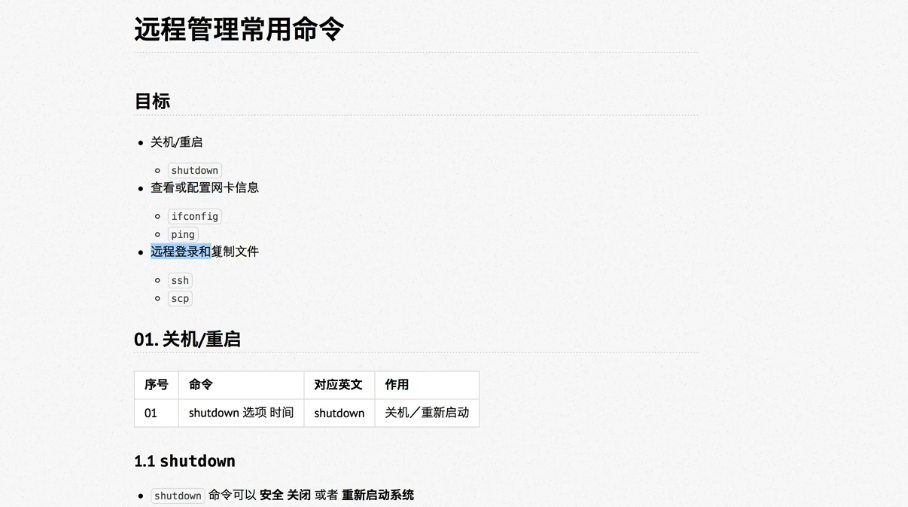 远程管理常用命令
目标
关机/重启
shutdown
查看或配置网卡信息
ifconfig
ping
远程登录和复制文件
ssh
scp
01. 关机/重启
序号 命令 对应英文 作用
01 shutdown 选项 时间 shutdown 关机／重新启动
1.1 shutdown
shutdown 命令可以 安全 关闭 或者 重新启动系统